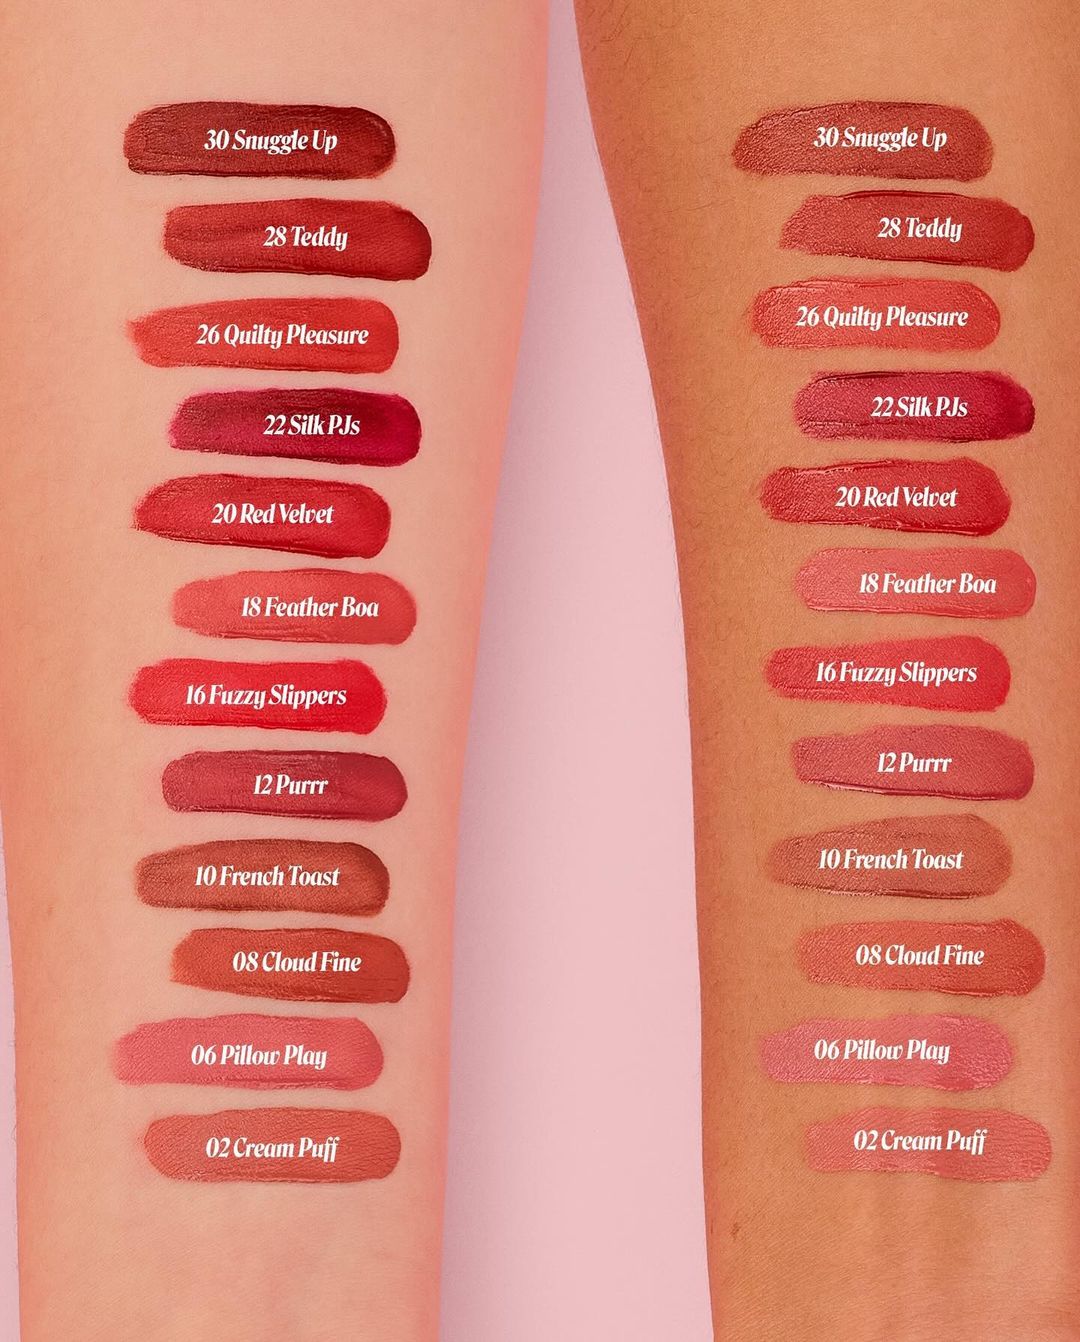 30 Snuggle Up
28 Teddy
26 Quilty Pleasure
22 Silk PJs
20 Red Velvet
18 Feather Boa
16 Fuzzy Slippers
12 Purrr
10 French Toast
08 Cloud Fine
06 Pillow Play
02 Cream Puff
30 Snuggle Up
28 Teddy
26 Quilty Pleasure
22 Silk PJs
20 Red Velvet
18 Feather Boa
16 Fuzzy Slippers
12 Purrr
10 French Toast
08 Cloud Fine
06 Pillow Play
02 Cream Puff